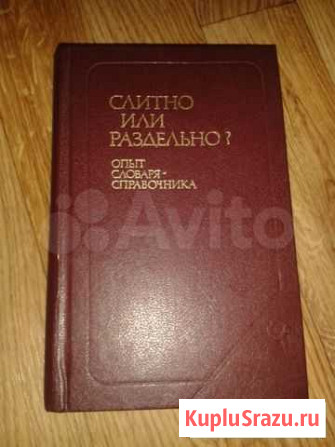 СЛИТНО
ИЛИ
РАЗДЕЛЬНО?
ОПЫТ
СЛОВАРЯ-
СПРАВОЧНИКА
Avito
KupluSrazu.ru